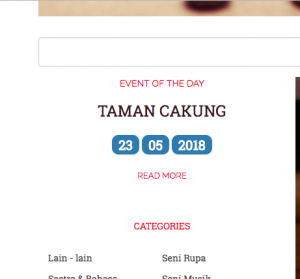 EVENT OF THE DAY
TAMAN CAKUNG
23 05 2018
READ MORE
CATEGORIES
Lain - lain Seni Rupa
Sastra & Bahasa Seni Musik